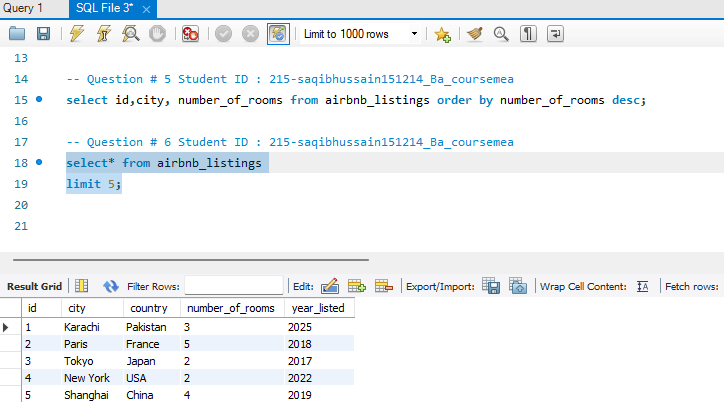 Query 1 SQL File 3* ×
Limit to 1000 rows
13
14 -- Question # 5 Student ID : 215-saqibhussain151214_Ba_coursemea
15 select id,city, number_of_rooms from airbnb_listings order by number_of_rooms desc;
16
17 -- Question # 6 Student ID : 215-saqibhussain151214_Ba_coursemea
18 select* from airbnb_listings
19 limit 5;
20
21
Result Grid Filter Rows: Edit: Export/Import: Wrap Cell Content: Fetch rows:
id city country number_of_rooms year_listed
1 Karachi Pakistan 3 2025
2 Paris France 5 2018
3 Tokyo Japan 2 2017
4 New York USA 2 2022
5 Shanghai China 4 2019